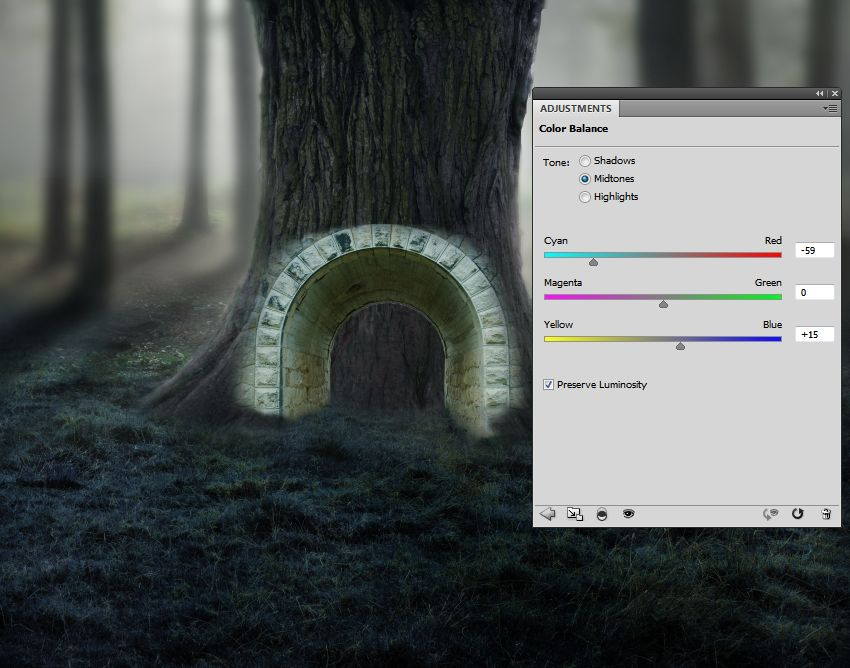 ADJUSTMENTS
Color Balance
Tone:
Shadows
Midtones
Highlights
Cyan Red -59
Magenta Green 0
Yellow Blue +15
Preserve Luminosity